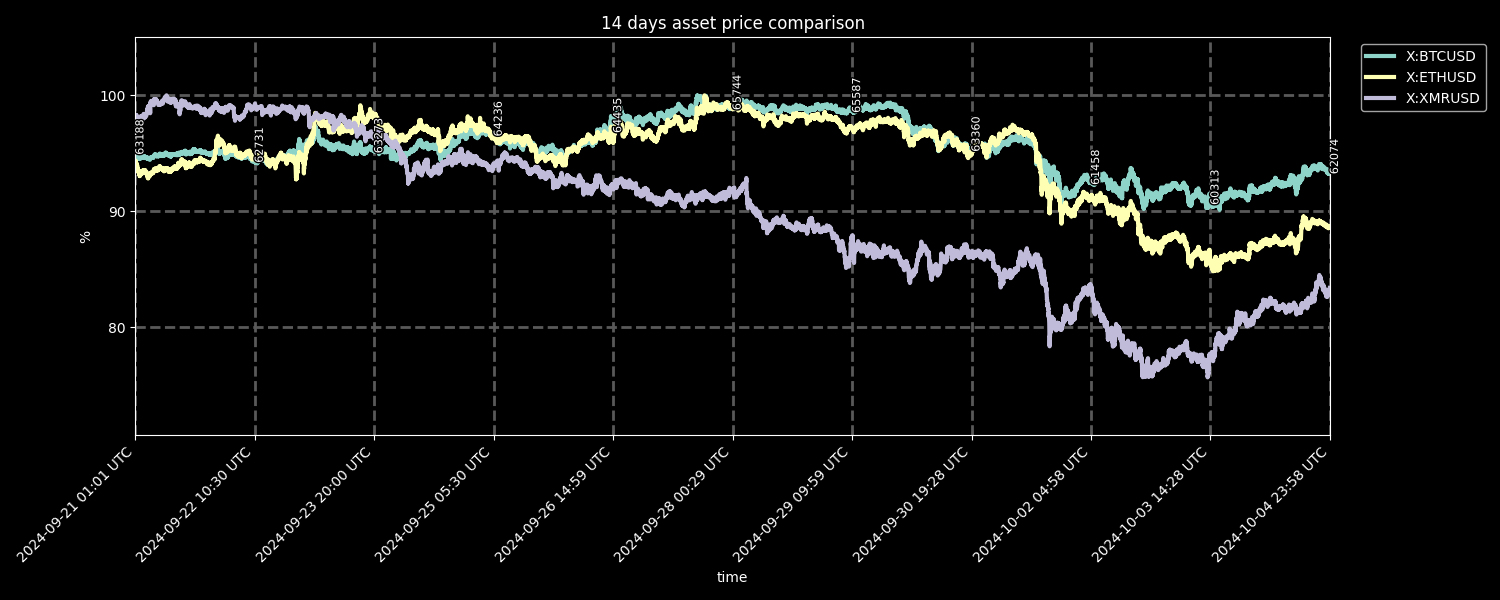 14 days asset price comparison
X:BTCUSD
X:ETHUSD
X:XMRUSD
100
90
80
%
63188
62731
63273
64236
64435
65744
65587
63360
61458
60313
62074
2024-09-21 01:01 UTC
2024-09-22 10:30 UTC
2024-09-23 20:00 UTC
2024-09-25 05:30 UTC
2024-09-26 14:59 UTC
2024-09-28 00:29 UTC
2024-09-29 09:59 UTC
2024-09-30 19:28 UTC
2024-10-02 04:58 UTC
2024-10-03 14:28 UTC
2024-10-04 23:58 UTC
time